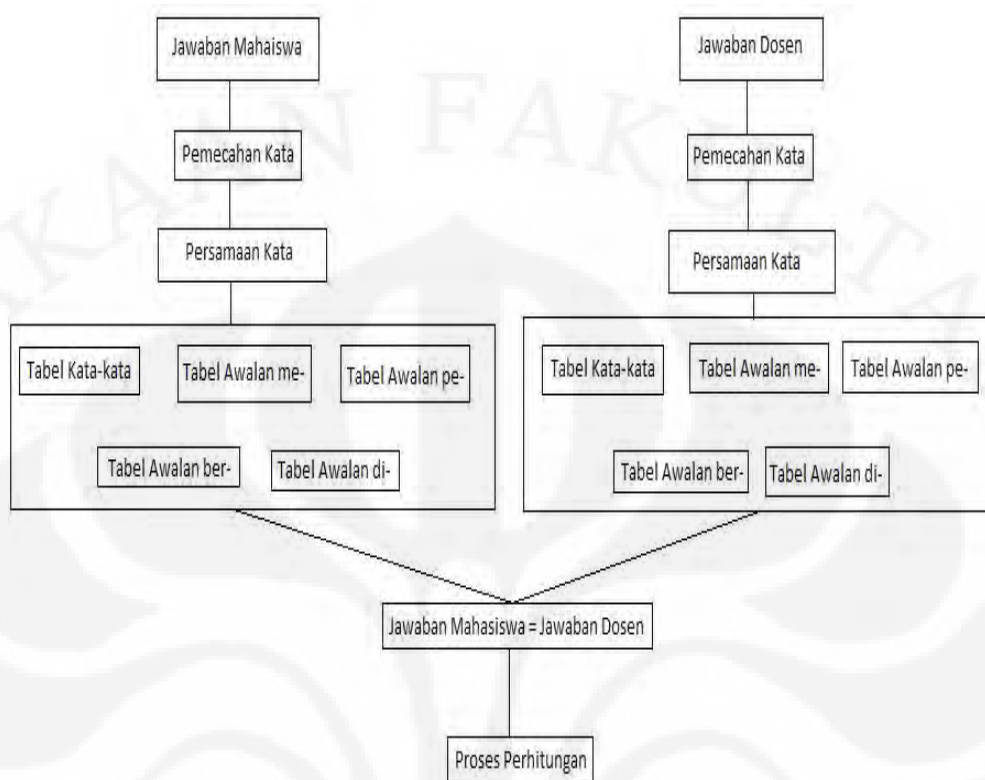 Jawaban Mahaiswa
Jawaban Dosen
Pemecahan Kata
Pemecahan Kata
Persamaan Kata
Persamaan Kata
Tabel Kata-kata
Tabel Awalan me-
Tabel Awalan pe-
Tabel Awalan ber-
Tabel Awalan di-
Tabel Kata-kata
Tabel Awalan me-
Tabel Awalan pe-
Tabel Awalan ber-
Tabel Awalan di-
Jawaban Mahasiswa = Jawaban Dosen
Proses Perhitungan
AKAAN FAKULTA